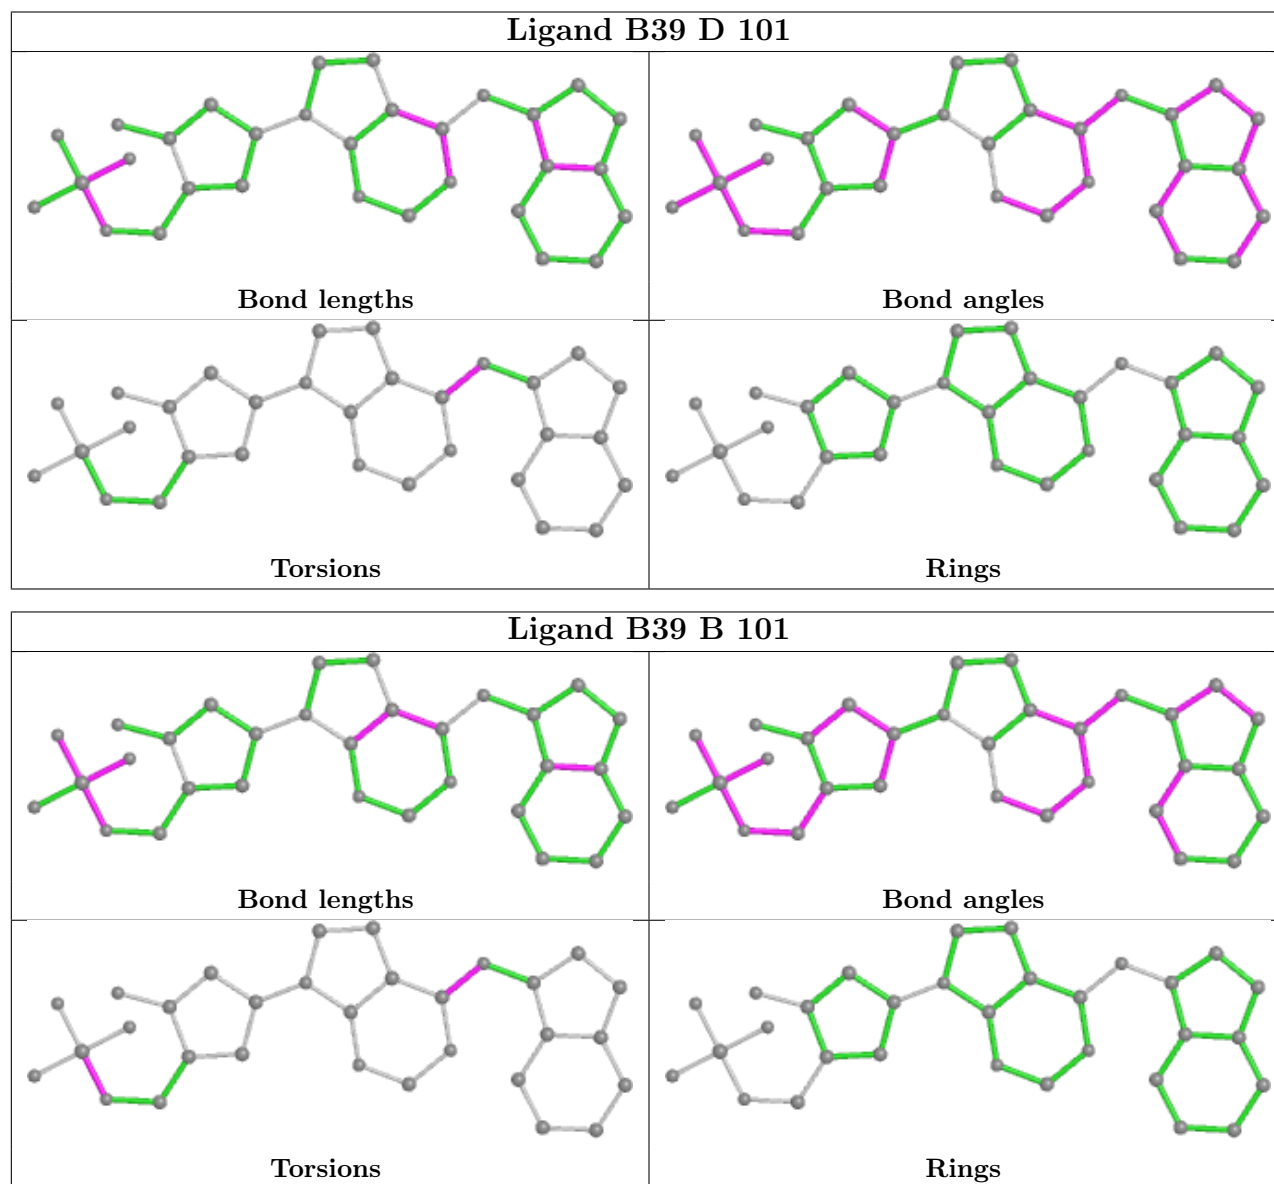 Ligand B39 D 101
Bond lengths
Bond angles
Torsions
Rings
Ligand B39 B 101
Bond lengths
Bond angles
Torsions
Rings